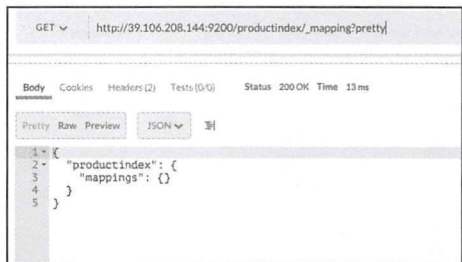 GET http://39.106.208.144:9200/productindex/_mapping?pretty
Body Cookies Headers (2) Tests (0/0) Status 200 OK Time 13 ms
Pretty Raw Preview JSON
1 {
2 "productindex": {
3 "mappings": {}
4 }
5 }